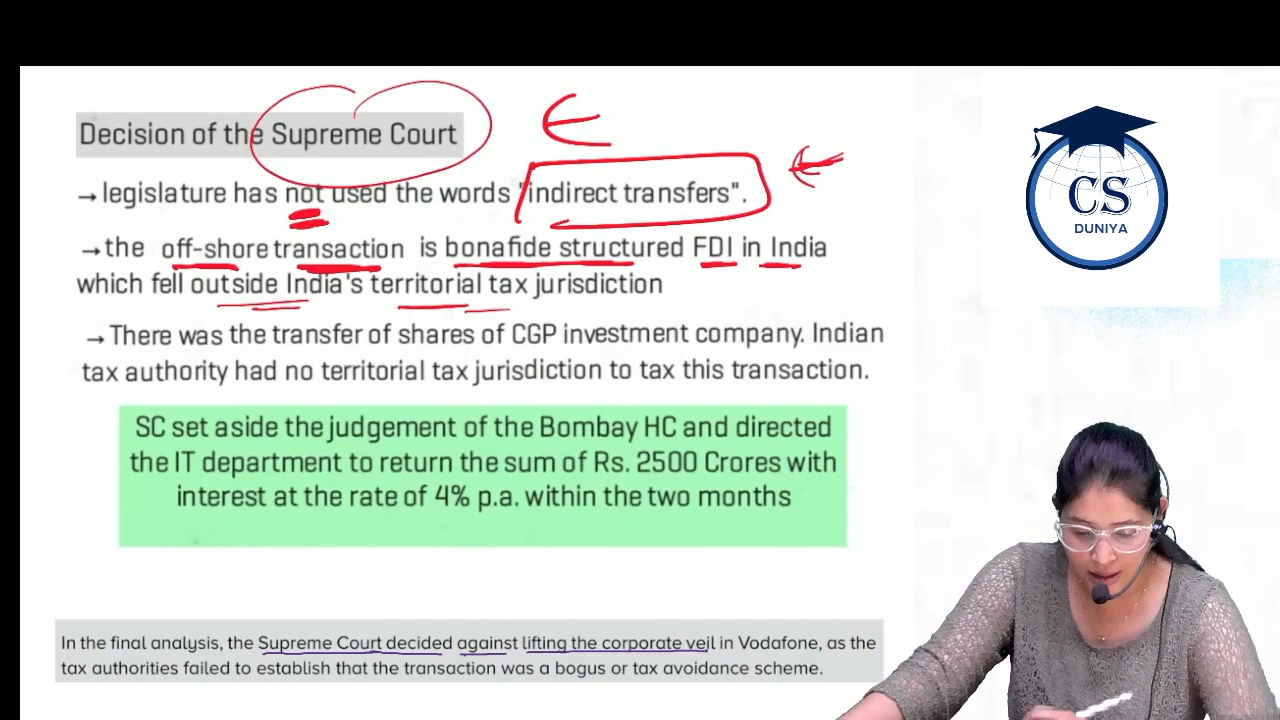 Decision of the Supreme Court
→legislature has not used the words "indirect transfers".
→the off-shore transaction is bonafide structured FDI in India
which fell outside India's territorial tax jurisdiction
→There was the transfer of shares of CGP investment company. Indian
tax authority had no territorial tax jurisdiction to tax this transaction.
SC set aside the judgement of the Bombay HC and directed
the IT department to return the sum of Rs. 2500 Crores with
interest at the rate of 4% p.a. within the two months
In the final analysis, the Supreme Court decided against lifting the corporate veil in Vodafone, as the
tax authorities failed to establish that the transaction was a bogus or tax avoidance scheme.
CS
DUNIYA